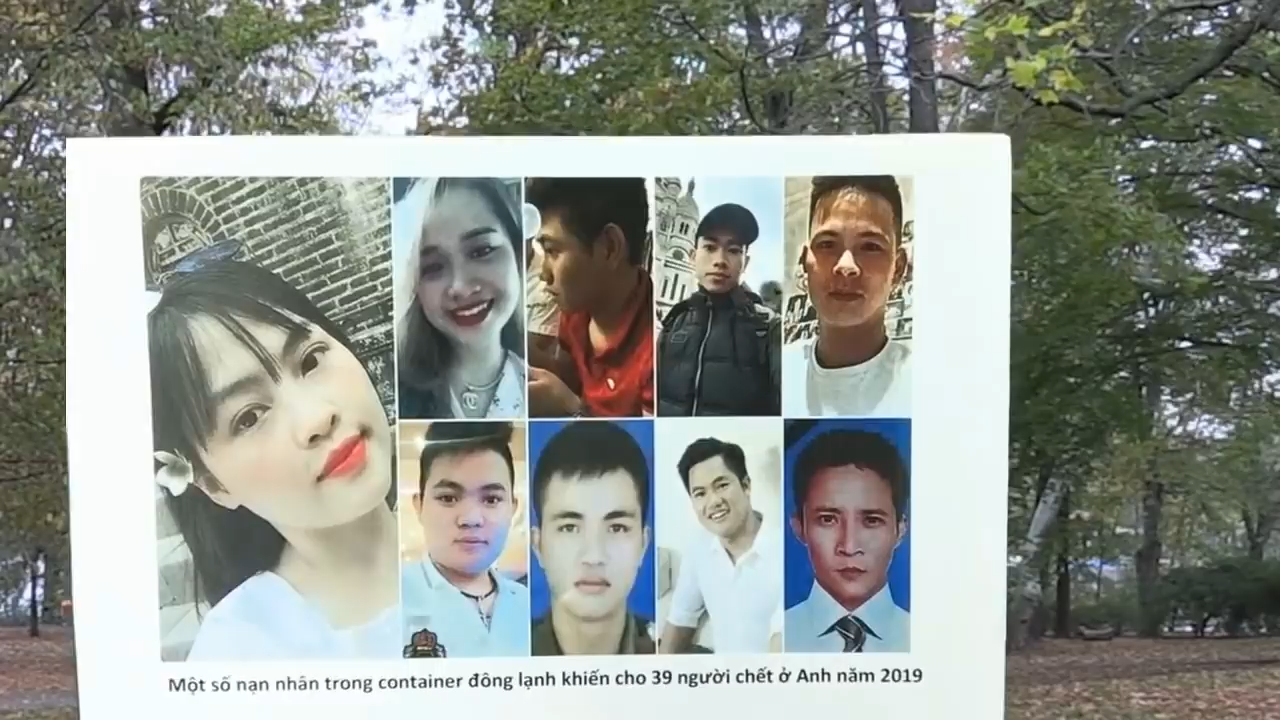 Một số nạn nhân trong container đông lạnh khiến cho 39 người chết ở Anh năm 2019